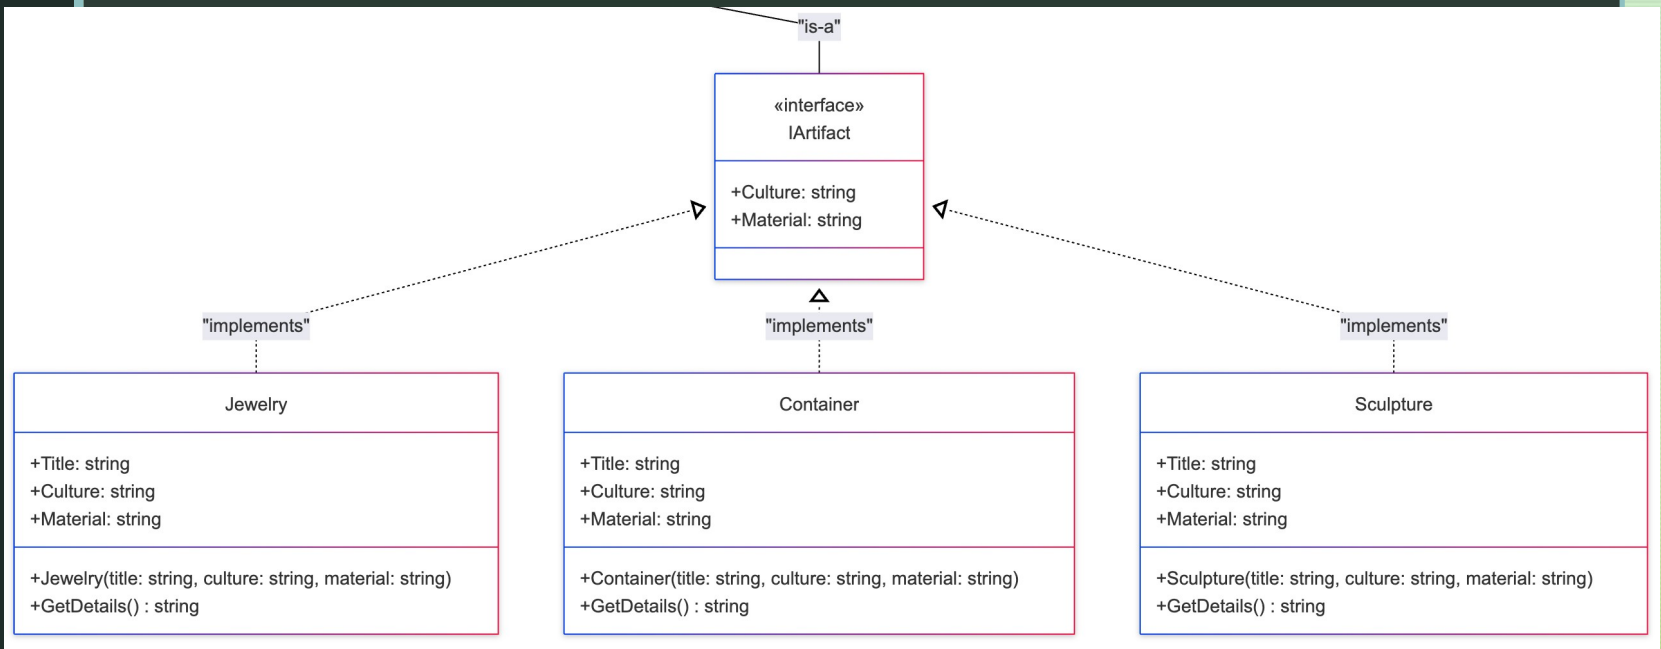 "is-a"
«interface»
IArtifact
+Culture: string
+Material: string
"implements"
"implements"
"implements"
Jewelry
+Title: string
+Culture: string
+Material: string
+Jewelry(title: string, culture: string, material: string)
+GetDetails() : string
Container
+Title: string
+Culture: string
+Material: string
+Container(title: string, culture: string, material: string)
+GetDetails() : string
Sculpture
+Title: string
+Culture: string
+Material: string
+Sculpture(title: string, culture: string, material: string)
+GetDetails() : string